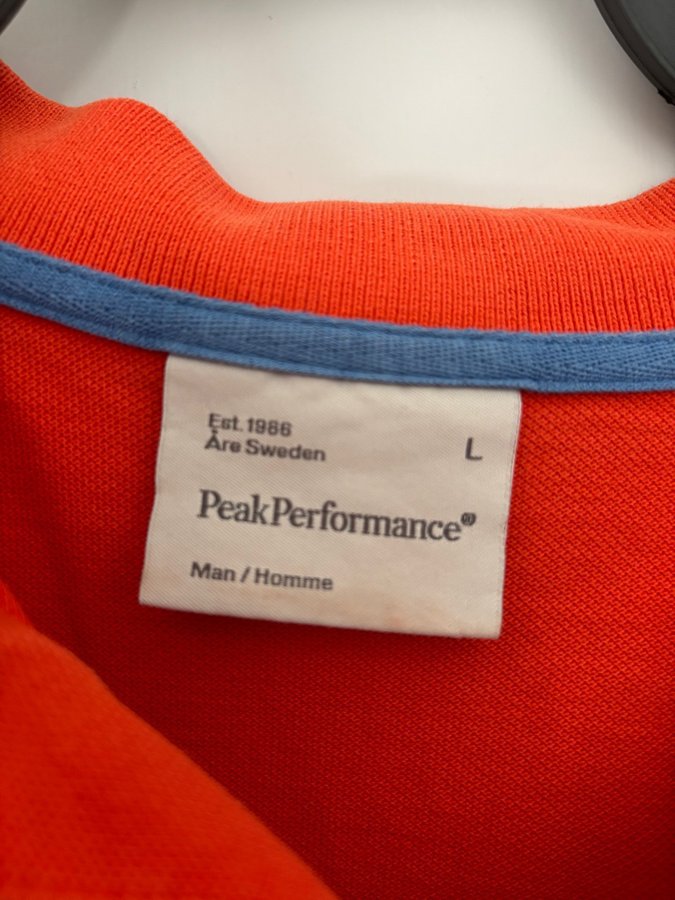 Est. 1986
Åre Sweden
L
PeakPerformance®
Man / Homme